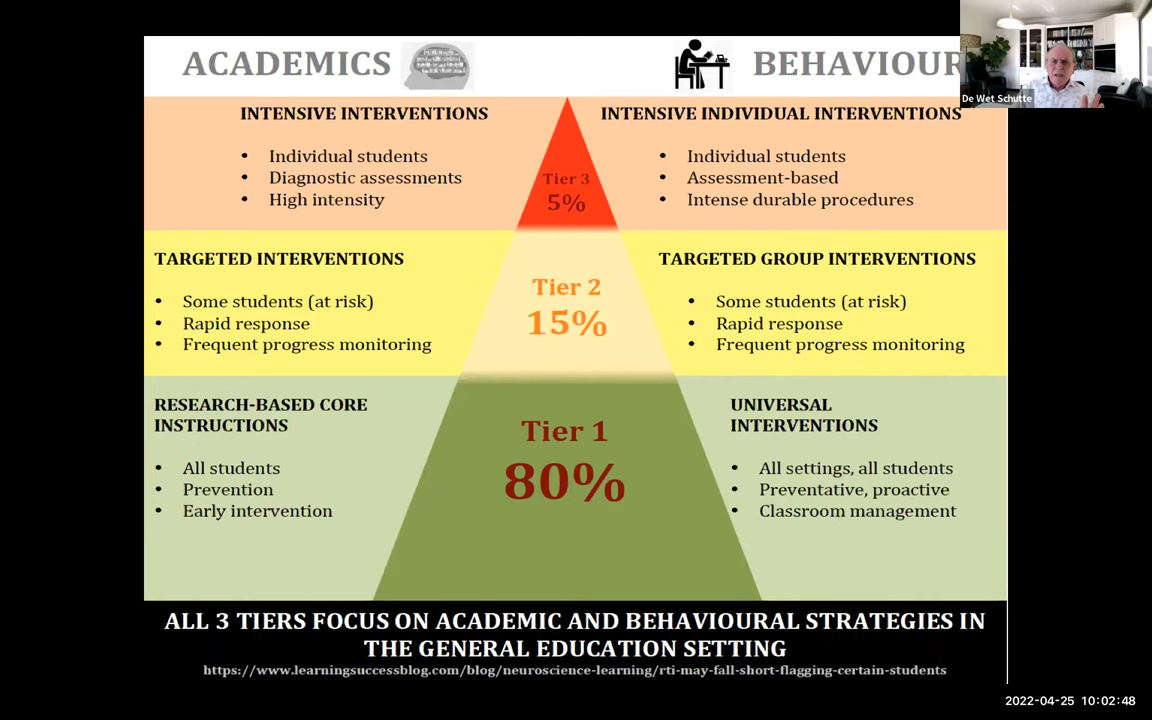 ACADEMICS
BEHAVIOUR
De Wet Schutte
INTENSIVE INTERVENTIONS
• Individual students
• Diagnostic assessments
• High intensity
Tier 3
5%
INTENSIVE INDIVIDUAL INTERVENTIONS
• Individual students
• Assessment-based
• Intense durable procedures
TARGETED INTERVENTIONS
• Some students (at risk)
• Rapid response
• Frequent progress monitoring
Tier 2
15%
TARGETED GROUP INTERVENTIONS
• Some students (at risk)
• Rapid response
• Frequent progress monitoring
RESEARCH-BASED CORE
INSTRUCTIONS
• All students
• Prevention
• Early intervention
Tier 1
80%
UNIVERSAL
INTERVENTIONS
• All settings, all students
• Preventative, proactive
• Classroom management
ALL 3 TIERS FOCUS ON ACADEMIC AND BEHAVIOURAL STRATEGIES IN
THE GENERAL EDUCATION SETTING
https://www.learningsuccessblog.com/blog/neuroscience-learning/rti-may-fall-short-flagging-certain-students
2022-04-25 10:02:48